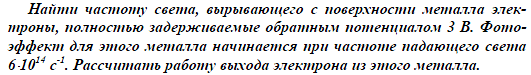 Найти частоту света, вырывающего с поверхности металла элек-
троны, полностью задерживаемые обратным потенциалом 3 В. Фото-
эффект для этого металла начинается при частоте падающего света
6·10¹⁴ с⁻¹. Рассчитать работу выхода электрона из этого металла.